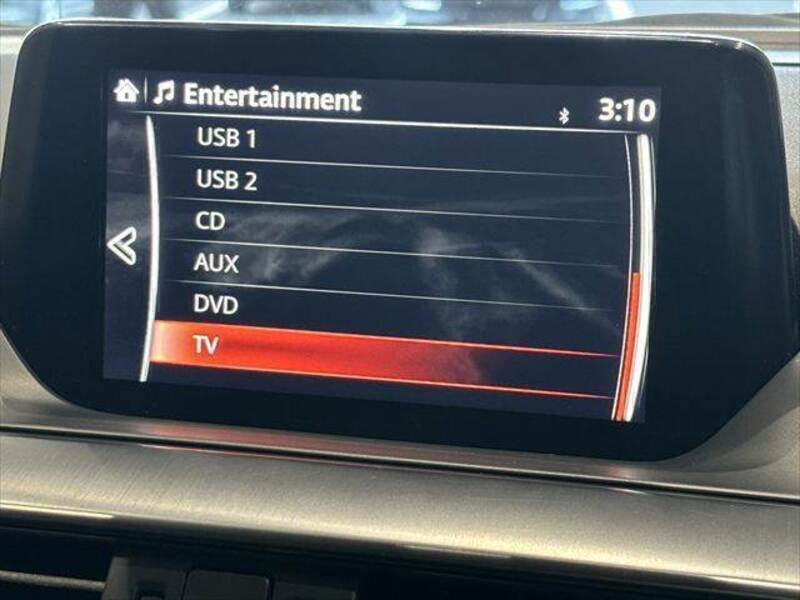 Entertainment 3:10
USB 1
USB 2
CD
AUX
DVD
TV